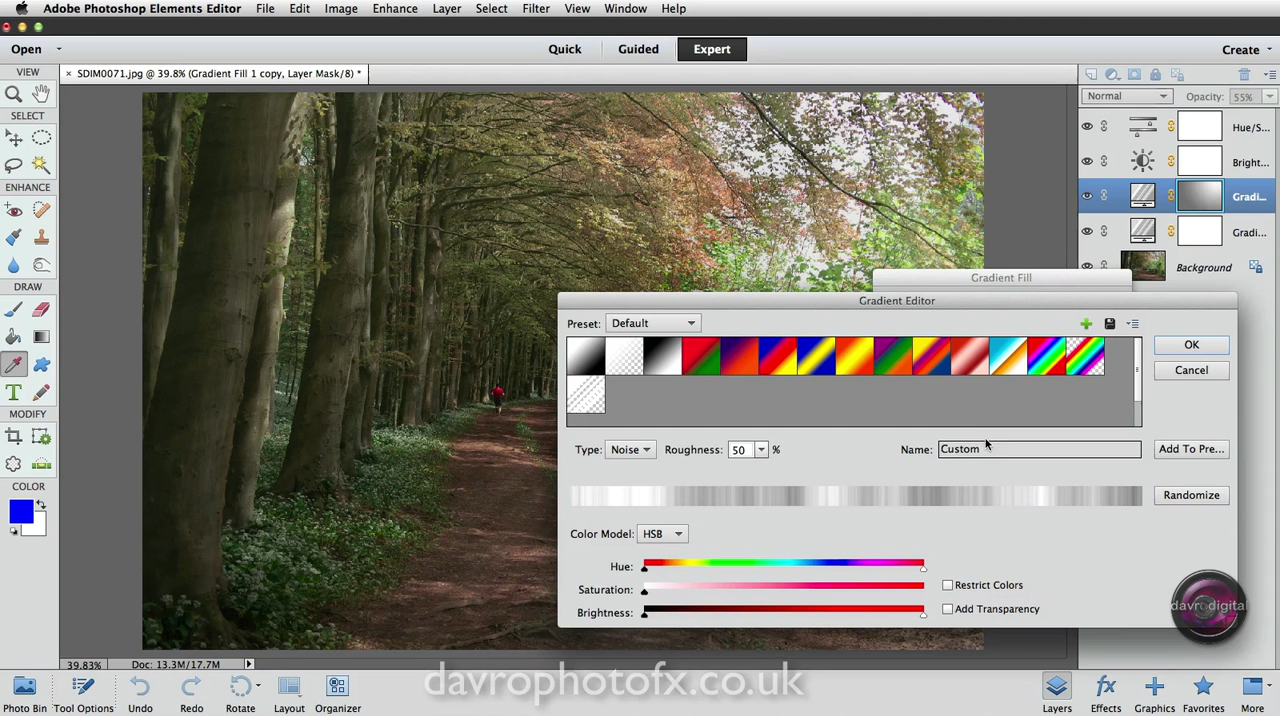 Adobe Photoshop Elements Editor File Edit Image Enhance Layer Select Filter View Window Help
Open Quick Guided Expert Create
VIEW
× SDIM0071.jpg @ 39.8% (Gradient Fill 1 copy, Layer Mask/8) *
Normal Opacity: 55%
SELECT
Hue/S...
Bright...
ENHANCE
Gradi...
Gradi...
Background
DRAW
Gradient Fill
Gradient Editor
Preset: Default
OK
Cancel
T
MODIFY
Type: Noise Roughness: 50 % Name: Custom Add To Pre...
COLOR
Randomize
Color Model: HSB
Hue:
Saturation: Restrict Colors
Brightness: Add Transparency
davrodigital
39.83% Doc: 13.3M/17.7M
davrophotofx.co.uk
Photo Bin Tool Options Undo Redo Rotate Layout Organizer Layers Effects Graphics Favorites More